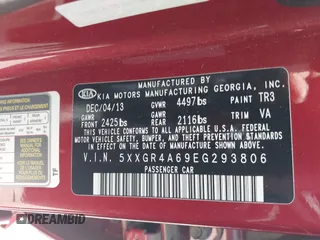 MANUFACTURED BY
KIA KIA MOTORS MANUFACTURING GEORGIA, INC.
DEC/04/13 GVWR 4497lbs PAINT TR3
GAWR FRONT 2425lbs GAWR REAR 2116lbs TRIM VA
THIS VEHICLE CONFORMS TO ALL APPLICABLE U.S.A. FEDERAL
MOTOR VEHICLE SAFETY, BUMPER, AND THEFT PREVENTION
STANDARDS IN EFFECT ON THE DATE OF MANUFACTURE SHOWN ABOVE.
V.I.N. 5XXGR4A69EG293806
PASSENGER CAR
TP
DREAMBID